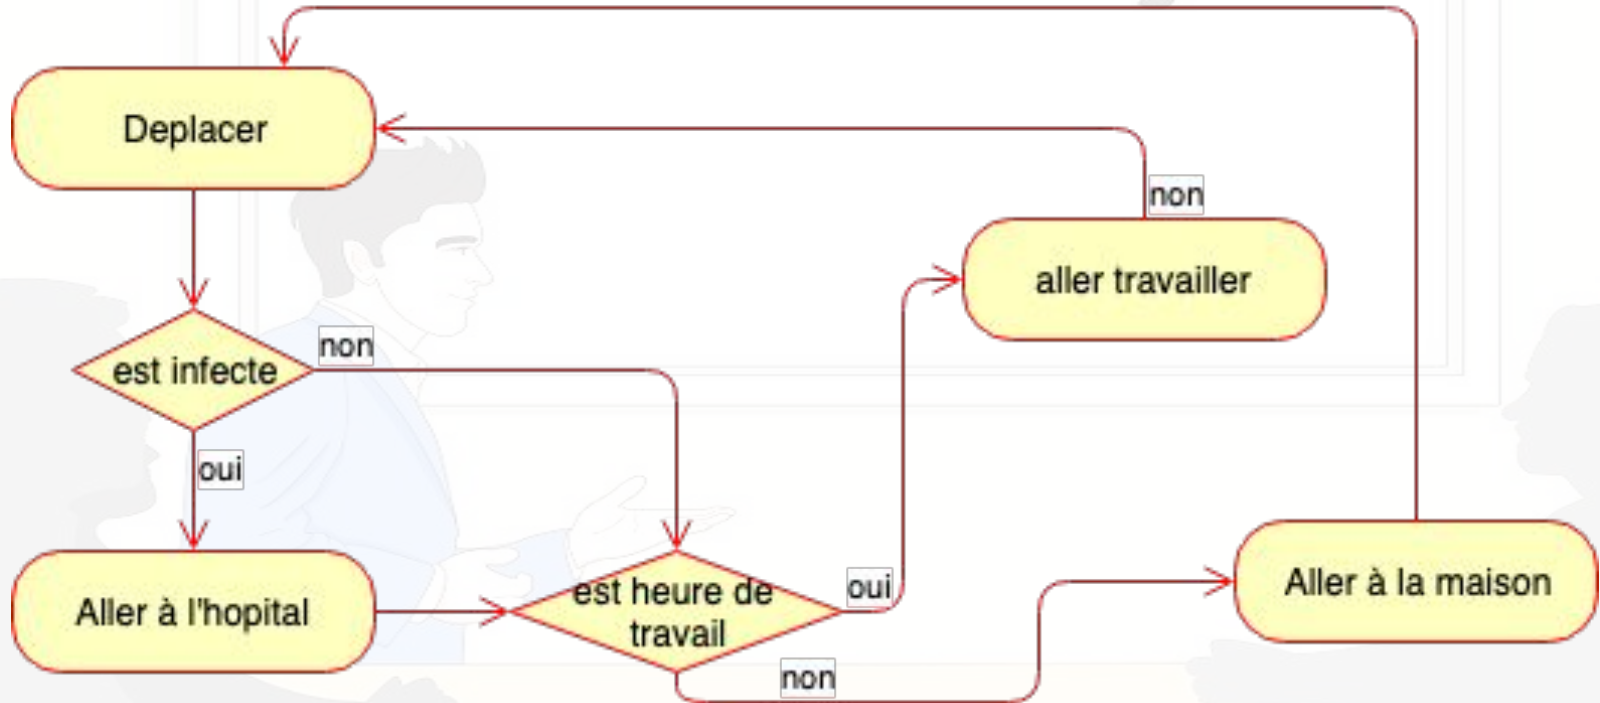 Deplacer
non
aller travailler
non
est infecte
oui
Aller à l'hopital
est heure de
travail
oui
Aller à la maison
non